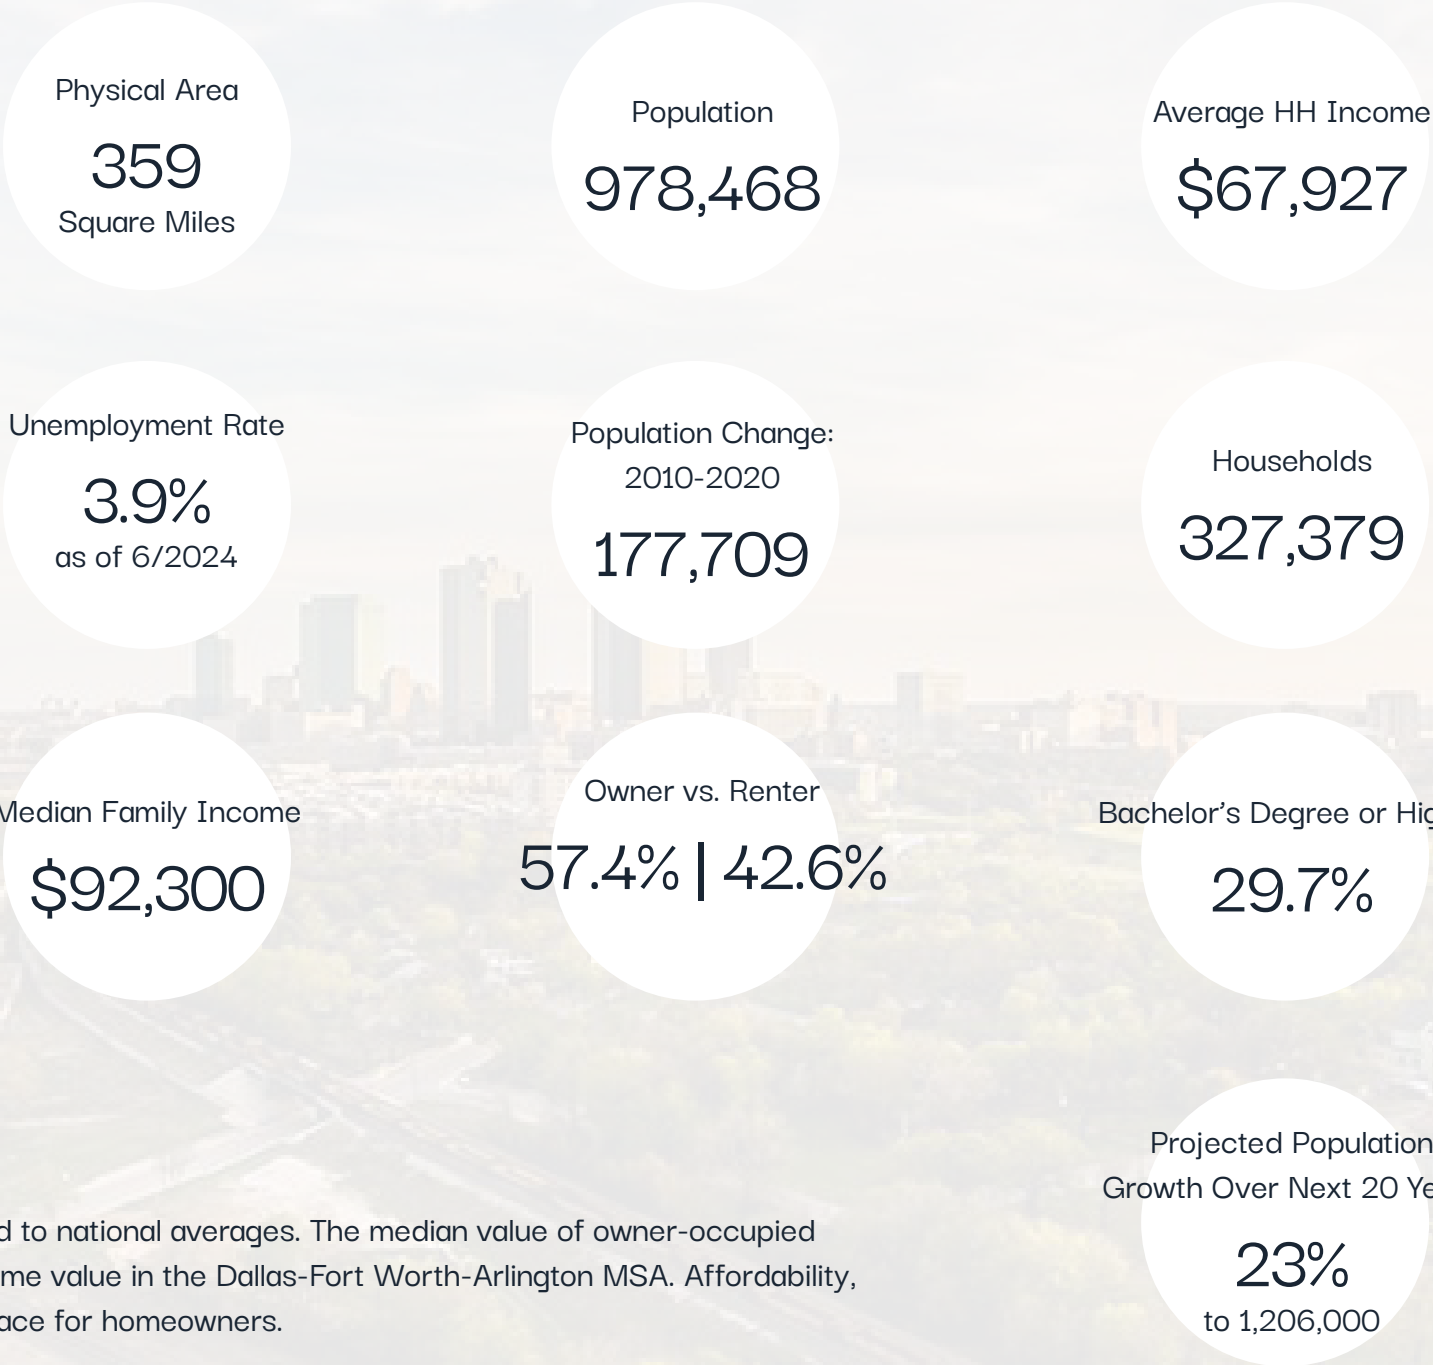 Physical Area
359
Square Miles
Population
978,468
Average HH Income
$67,927
Unemployment Rate
3.9%
as of 6/2024
Population Change:
2010-2020
177,709
Households
327,379
Median Family Income
$92,300
Owner vs. Renter
57.4% | 42.6%
Bachelor’s Degree or Hig
29.7%
Projected Population
Growth Over Next 20 Ye
23%
to 1,206,000
d to national averages. The median value of owner-occupied
me value in the Dallas-Fort Worth-Arlington MSA. Affordability,
ace for homeowners.